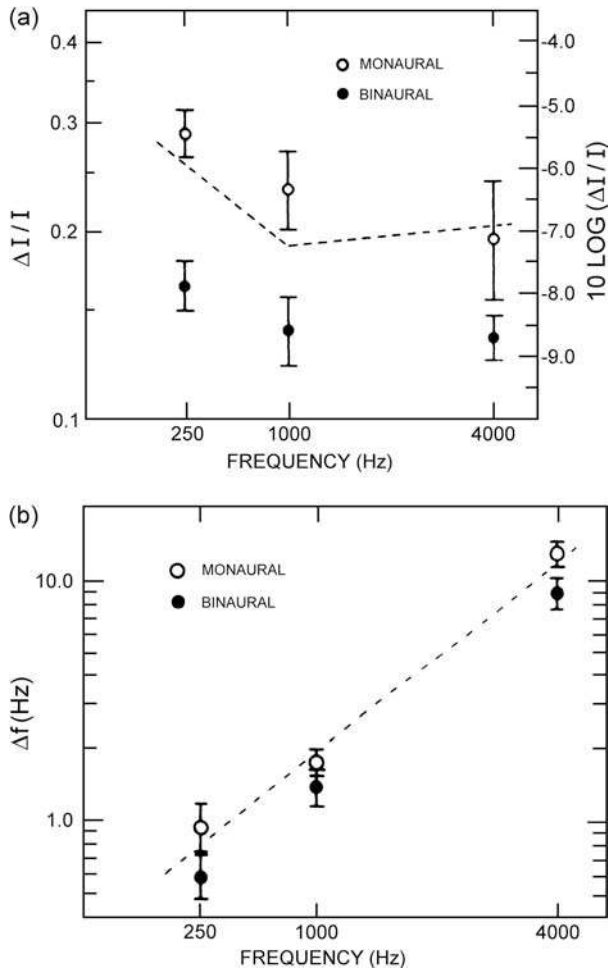 (a)
0.4
0.3
0.2
0.1
ΔI / I
MONAURAL
BINAURAL
-4.0
-5.0
-6.0
-7.0
-8.0
-9.0
10 LOG (ΔI / I)
250
1000
4000
FREQUENCY (Hz)
(b)
10.0
1.0
Δf (Hz)
MONAURAL
BINAURAL
250
1000
4000
FREQUENCY (Hz)